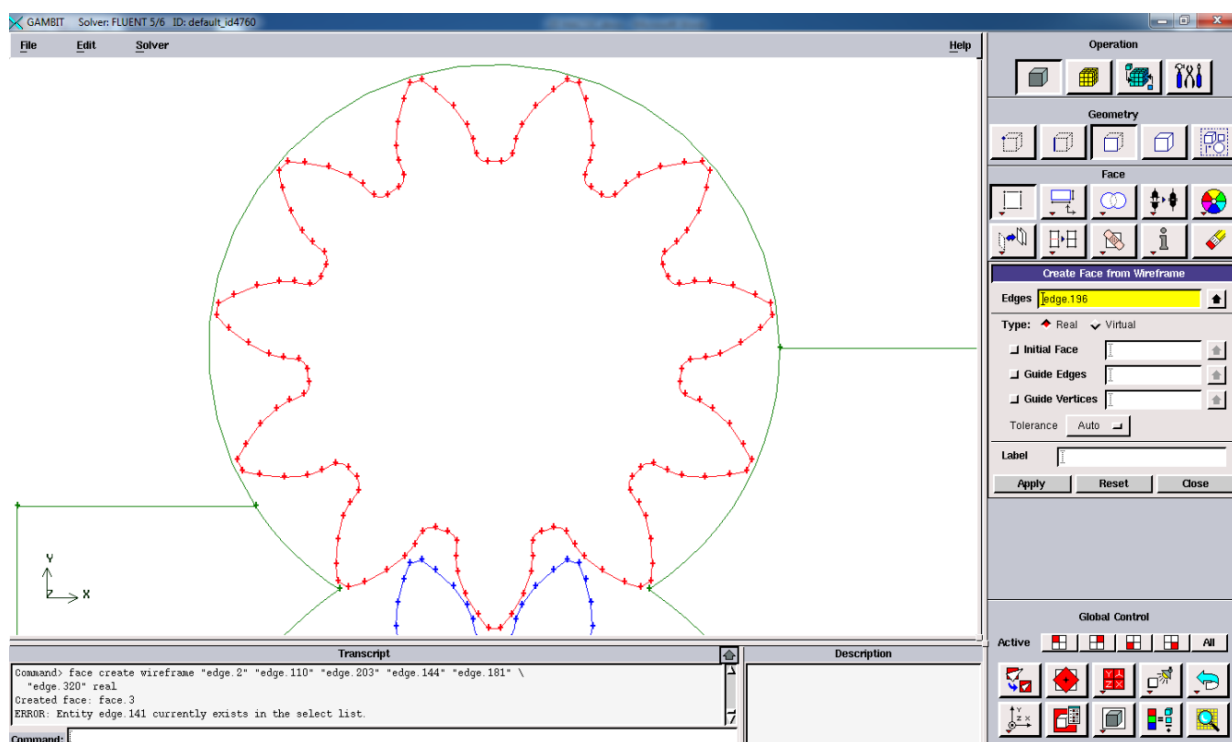 GAMBIT Solver: FLUENT 5/6 ID: default_id4760
File Edit Solver Help
Operation
Geometry
Face
Create Face from Wireframe
Edges edge.196
Type: Real Virtual
Initial Face
Guide Edges
Guide Vertices
Tolerance Auto
Label
Apply Reset Close
Y
Z X
Global Control
Active All
Transcript
Description
Command> face create wireframe "edge.2" "edge.110" "edge.203" "edge.144" "edge.181" \
"edge.320" real
Created face: face.3
ERROR: Entity edge.141 currently exists in the select list.
Command: